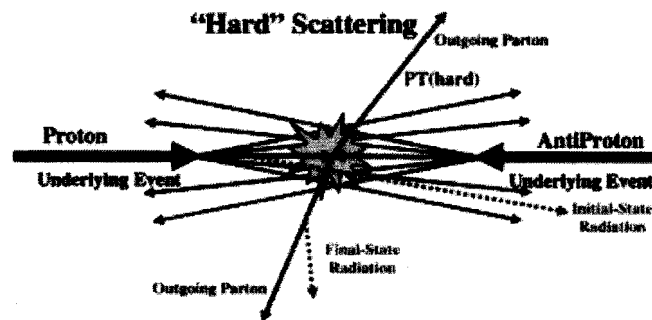 “Hard” Scattering
Outgoing Parton
PT(hard)
Proton
AntiProton
Underlying Event
Underlying Event
Initial-State
Radiation
Final-State
Radiation
Outgoing Parton